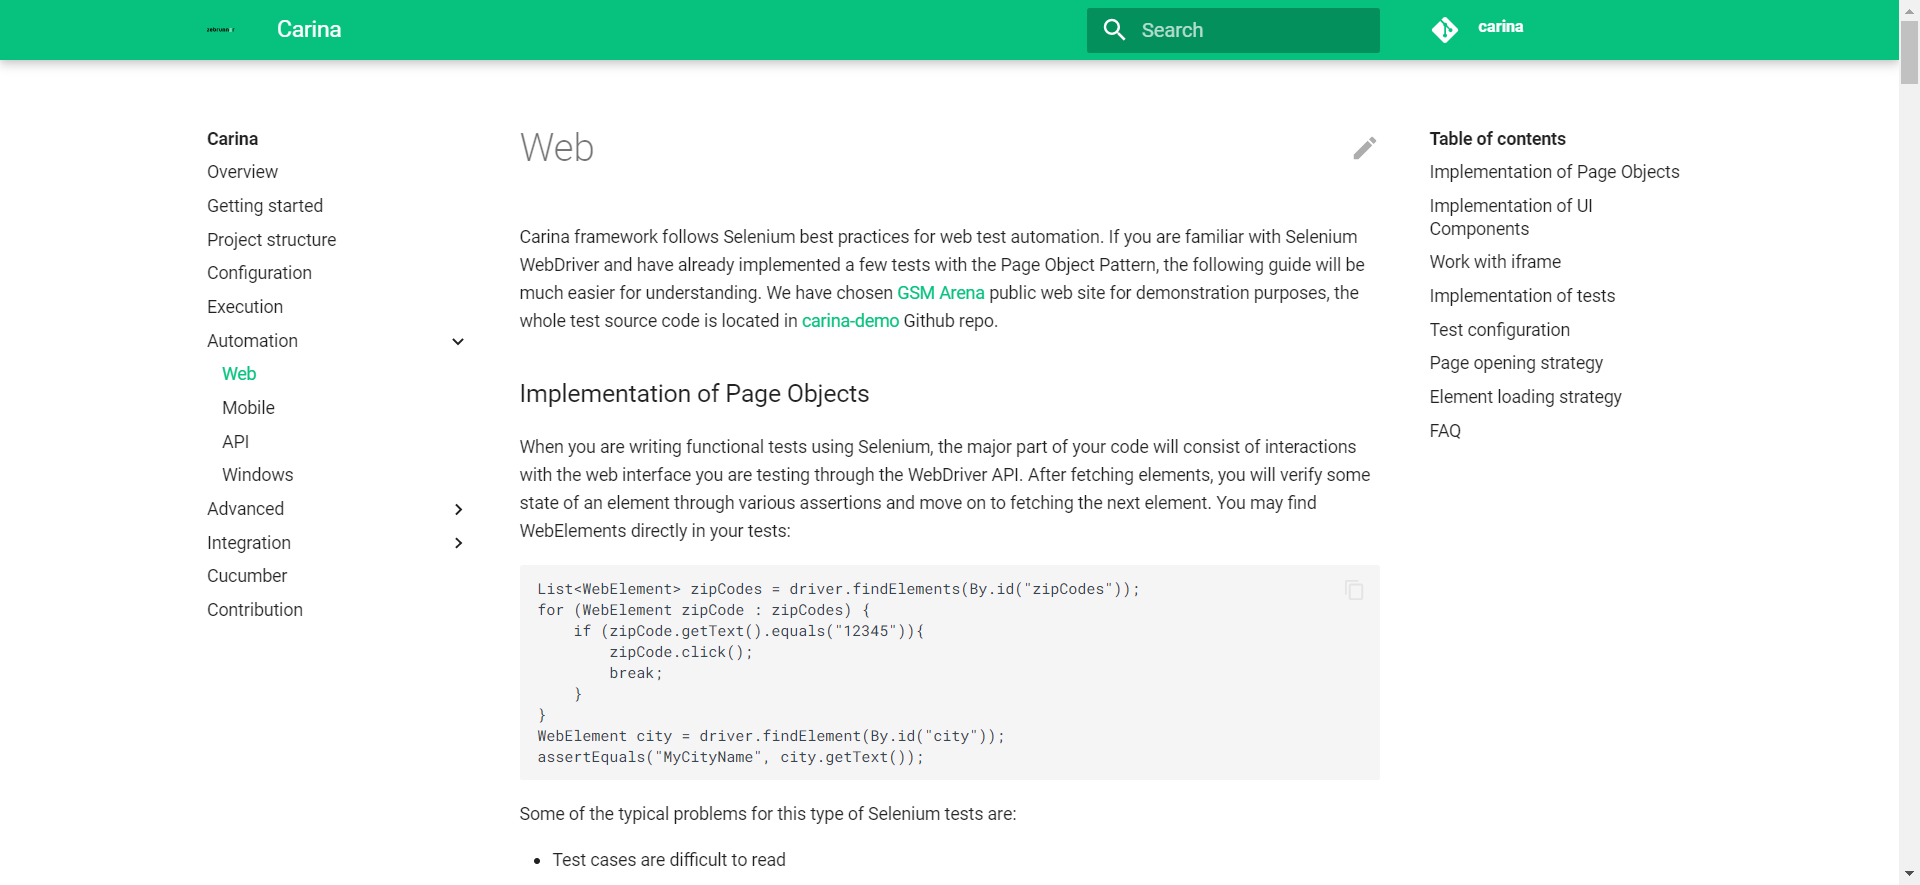 zebrunner
Carina
Search
carina
Carina
Overview
Getting started
Project structure
Configuration
Execution
Automation
Web
Mobile
API
Windows
Advanced
Integration
Cucumber
Contribution
Web
Carina framework follows Selenium best practices for web test automation. If you are familiar with Selenium
WebDriver and have already implemented a few tests with the Page Object Pattern, the following guide will be
much easier for understanding. We have chosen GSM Arena public web site for demonstration purposes, the
whole test source code is located in carina-demo Github repo.
Implementation of Page Objects
When you are writing functional tests using Selenium, the major part of your code will consist of interactions
with the web interface you are testing through the WebDriver API. After fetching elements, you will verify some
state of an element through various assertions and move on to fetching the next element. You may find
WebElements directly in your tests:
List<WebElement> zipCodes = driver.findElements(By.id("zipCodes"));
for (WebElement zipCode : zipCodes) {
    if (zipCode.getText().equals("12345")){
        zipCode.click();
        break;
    }
}
WebElement city = driver.findElement(By.id("city"));
assertEquals("MyCityName", city.getText());
Some of the typical problems for this type of Selenium tests are:
• Test cases are difficult to read
Table of contents
Implementation of Page Objects
Implementation of UI
Components
Work with iframe
Implementation of tests
Test configuration
Page opening strategy
Element loading strategy
FAQ